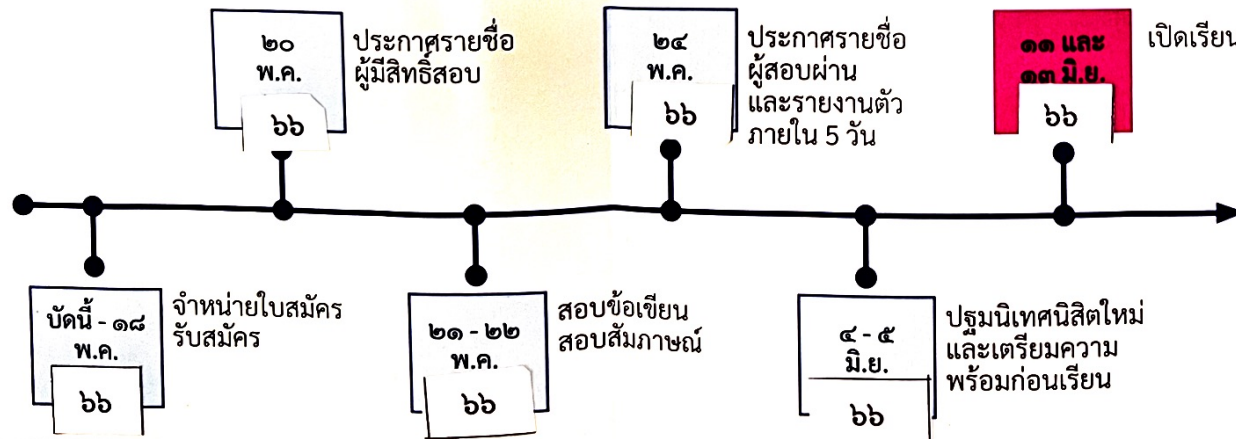 ๒๐
พ.ค.
๖๖
ประกาศรายชื่อ
ผู้มีสิทธิ์สอบ
๒๔
พ.ค.
๖๖
ประกาศรายชื่อ
ผู้สอบผ่าน
และรายงานตัว
ภายใน 5 วัน
๑๑ และ
๑๓ มิ.ย.
๖๖
เปิดเรียน
บัดนี้ - ๑๘
พ.ค.
๖๖
จำหน่ายใบสมัคร
รับสมัคร
๒๑ - ๒๒
พ.ค.
๖๖
สอบข้อเขียน
สอบสัมภาษณ์
๔ - ๕
มิ.ย.
๖๖
ปฐมนิเทศนิสิตใหม่
และเตรียมความ
พร้อมก่อนเรียน